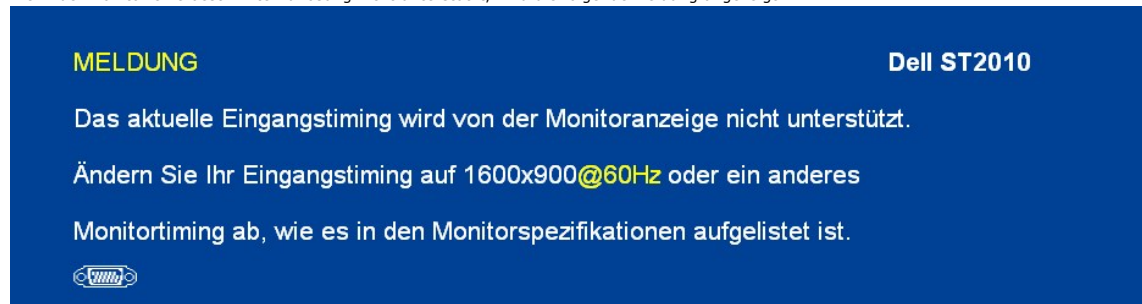 MELDUNG Dell ST2010
Das aktuelle Eingangstiming wird von der Monitoranzeige nicht unterstützt.
Ändern Sie Ihr Eingangstiming auf 1600x900@60Hz oder ein anderes
Monitortiming ab, wie es in den Monitorspezifikationen aufgelistet ist.